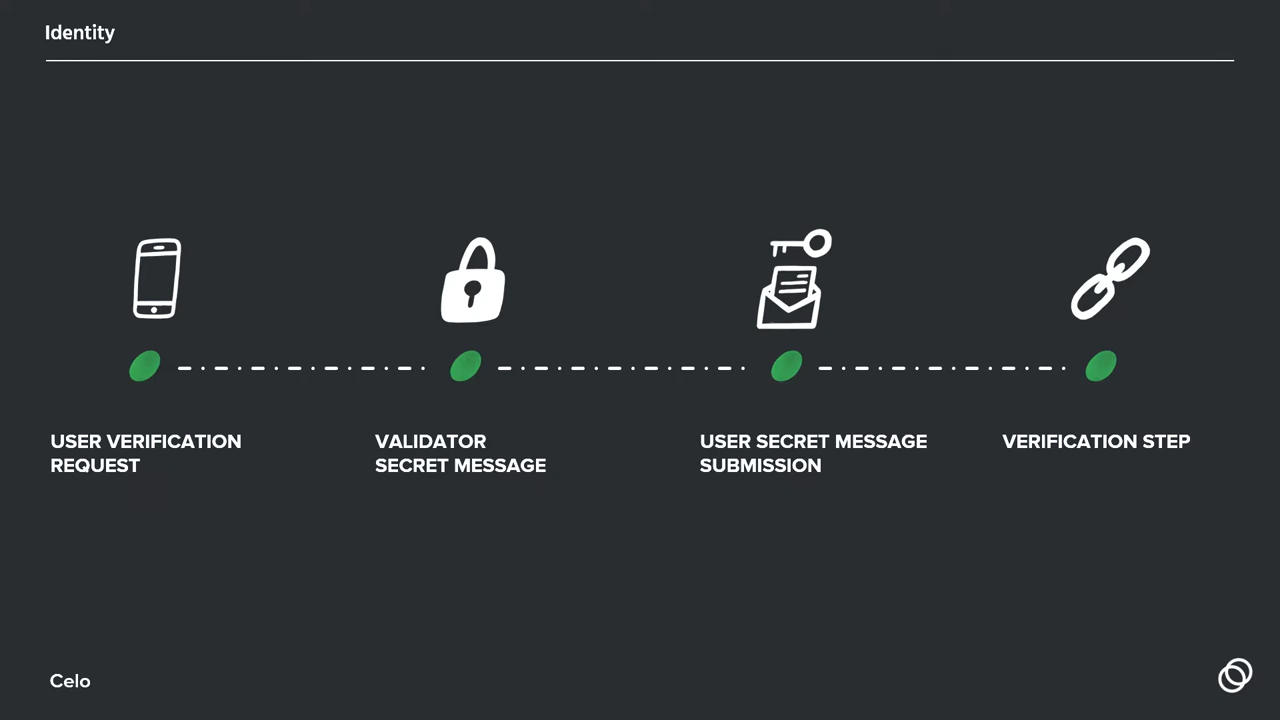 Identity
USER VERIFICATION
REQUEST
VALIDATOR
SECRET MESSAGE
USER SECRET MESSAGE
SUBMISSION
VERIFICATION STEP
Celo